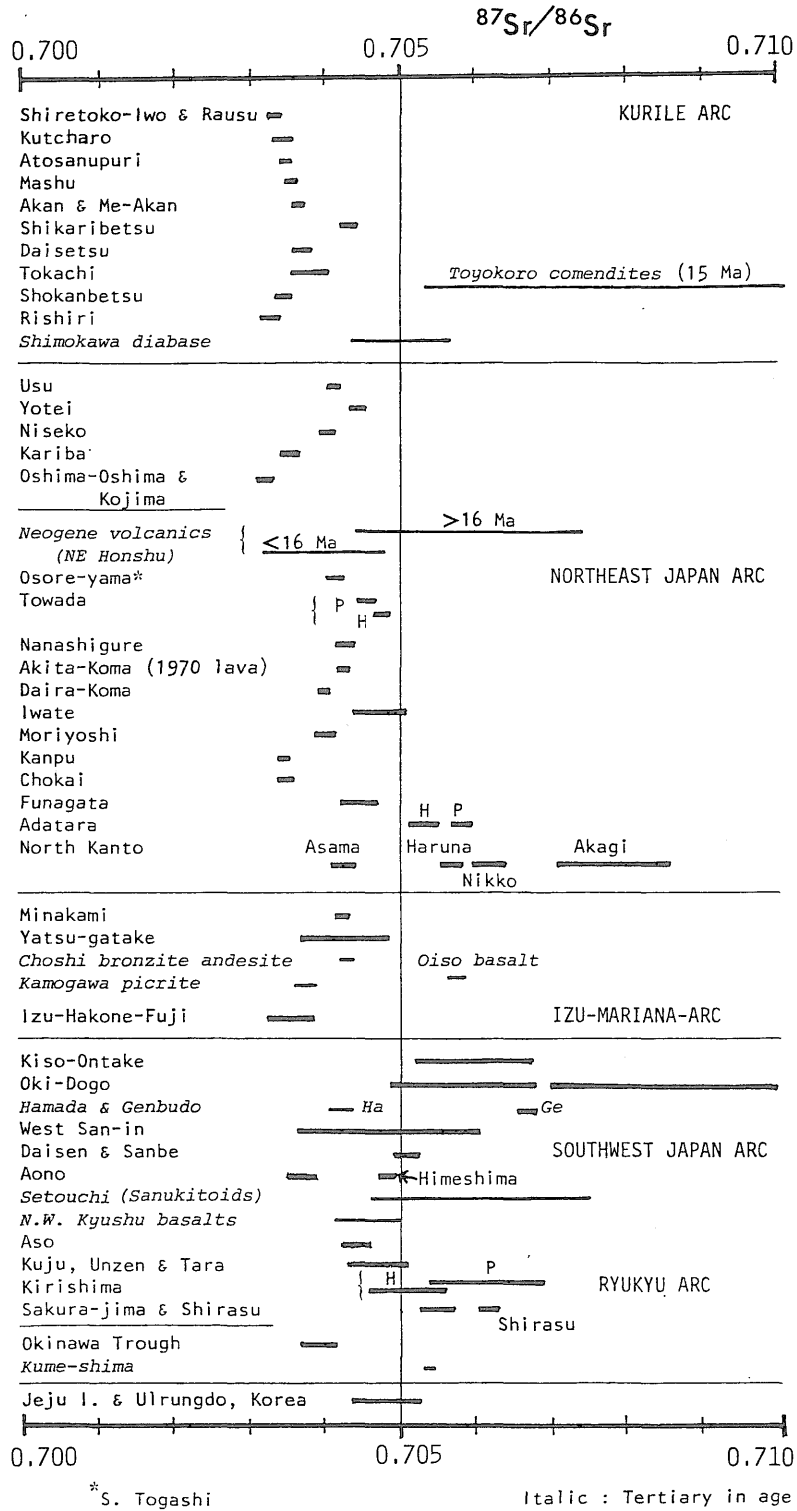 87Sr/86Sr
0.700 0.705 0.710
Shiretoko-Iwo & Rausu KURILE ARC
Kutcharo
Atosanupuri
Mashu
Akan & Me-Akan
Shikaribetsu
Daisetsu
Tokachi Toyokoro comendites (15 Ma)
Shokanbetsu
Rishiri
Shimokawa diabase
Usu
Yotei
Niseko
Kariba
Oshima-Oshima &
Kojima
Neogene volcanics { >16 Ma
(NE Honshu) <16 Ma
Osore-yama* NORTHEAST JAPAN ARC
Towada { P
H
Nanashigure
Akita-Koma (1970 lava)
Daira-Koma
Iwate
Moriyoshi
Kanpu
Chokai
Funagata
Adatara H P
North Kanto Asama Haruna Akagi
Nikko
Minakami
Yatsu-gatake
Choshi bronzite andesite Oiso basalt
Kamogawa picrite
Izu-Hakone-Fuji IZU-MARIANA-ARC
Kiso-Ontake
Oki-Dogo
Hamada & Genbudo Ha Ge
West San-in
Daisen & Sanbe SOUTHWEST JAPAN ARC
Aono Himeshima
Setouchi (Sanukitoids)
N.W. Kyushu basalts
Aso
Kuju, Unzen & Tara
Kirishima { H P RYUKYU ARC
Sakura-jima & Shirasu
Shirasu
Okinawa Trough
Kume-shima
Jeju I. & Ulrungdo, Korea
0.700 0.705 0.710
*S. Togashi Italic : Tertiary in age